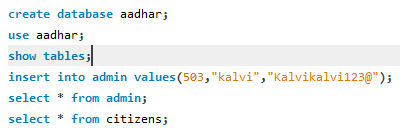 create database aadhar;
use aadhar;
show tables;
insert into admin values(503,"kalvi","Kalvikalvi123@");
select * from admin;
select * from citizens;